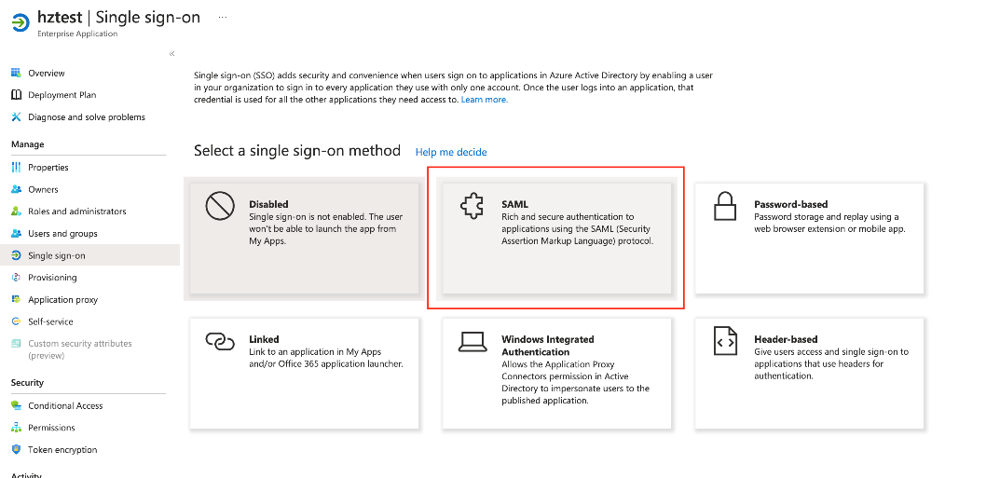 hztest | Single sign-on ...
Enterprise Application
«
Overview
Deployment Plan
Diagnose and solve problems
Manage
Properties
Owners
Roles and administrators
Users and groups
Single sign-on
Provisioning
Application proxy
Self-service
Custom security attributes
(preview)
Security
Conditional Access
Permissions
Token encryption
Activity
Single sign-on (SSO) adds security and convenience when users sign on to applications in Azure Active Directory by enabling a user
in your organization to sign in to every application they use with only one account. Once the user logs into an application, that
credential is used for all the other applications they need access to. Learn more.
Select a single sign-on method Help me decide
Disabled
Single sign-on is not enabled. The user
won't be able to launch the app from
My Apps.
SAML
Rich and secure authentication to
applications using the SAML (Security
Assertion Markup Language) protocol.
Password-based
Password storage and replay using a
web browser extension or mobile app.
Linked
Link to an application in My Apps
and/or Office 365 application launcher.
Windows Integrated
Authentication
Allows the Application Proxy
Connectors permission in Active
Directory to impersonate users to the
published application.
Header-based
Give users access and single sign-on to
applications that use headers for
authentication.